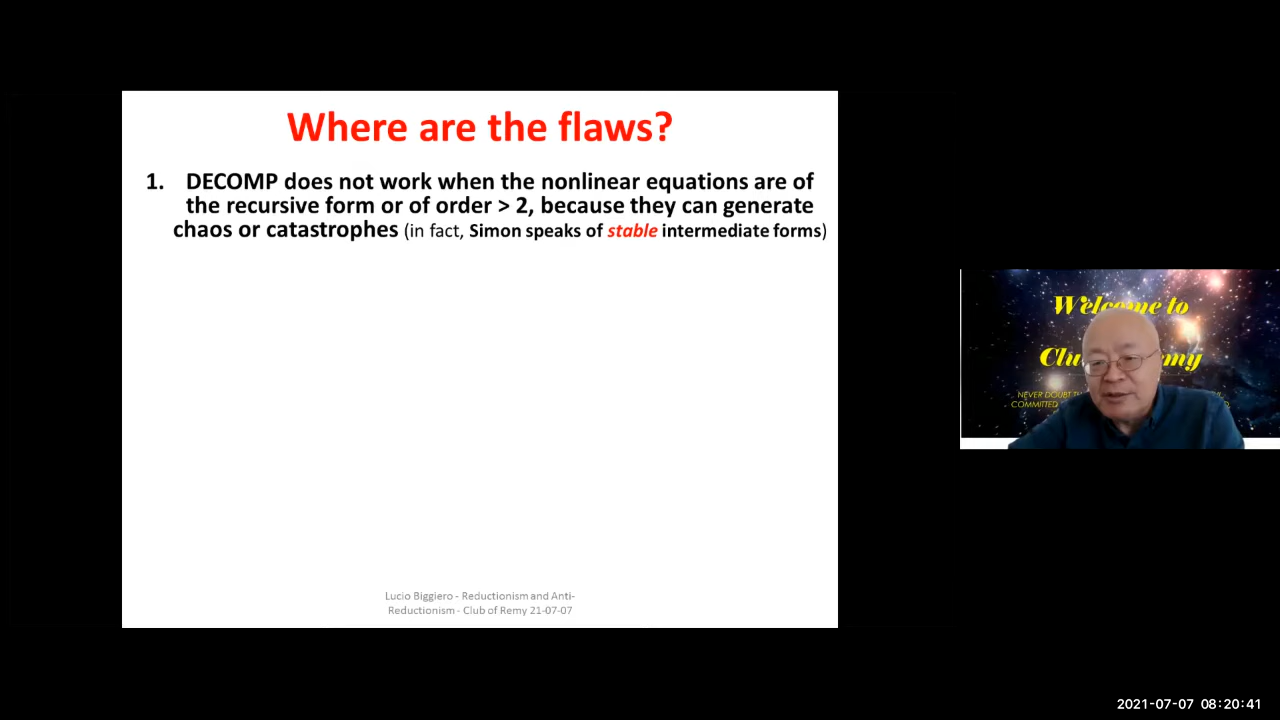 Where are the flaws?
1. DECOMP does not work when the nonlinear equations are of
the recursive form or of order > 2, because they can generate
chaos or catastrophes (in fact, Simon speaks of stable intermediate forms)
Lucio Biggiero - Reductionism and Anti-
Reductionism - Club of Remy 21-07-07
Welcome to
NEVER DOUBT
COMMITTED
2021-07-07 08:20:41